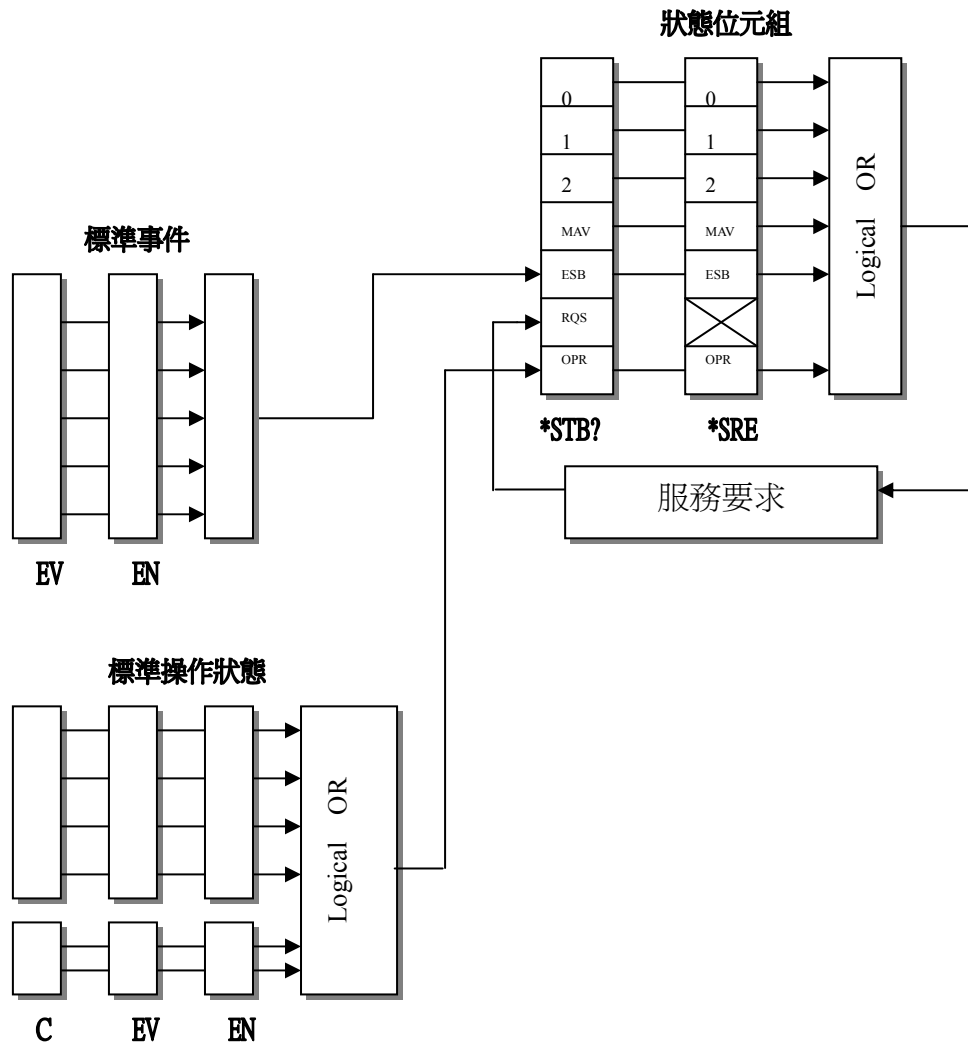 狀態位元組
0 0
1 1
2 2
MAV MAV
ESB ESB
RQS
OPR OPR
Logical OR
*STB? *SRE
服務要求
標準事件
EV EN
標準操作狀態
Logical OR
C EV EN